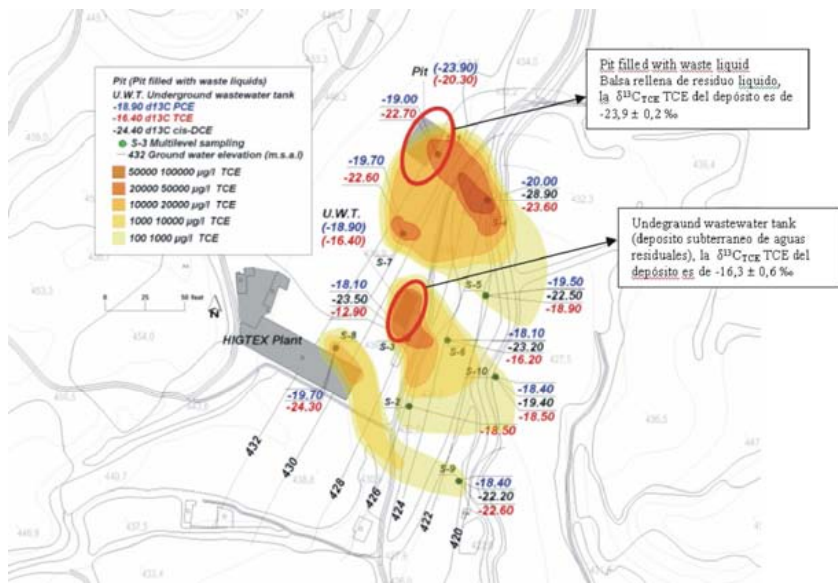 Pit (Pit filled with waste liquids)
U.W.T. Underground wastewater tank
-18.90 d13C PCE
-16.40 d13C TCE
-24.40 d13C cis-DCE
S-3 Multilevel sampling
432 Ground water elevation (m.s.a.l)
50000 100000 µg/l TCE
20000 50000 µg/l TCE
10000 20000 µg/l TCE
1000 10000 µg/l TCE
100 1000 µg/l TCE
Pit
(-23.90)
(-20.30)
-19.00
-22.70
-19.70
-22.60
-20.00
-28.90
-23.60
S-4
U.W.T.
(-18.90)
(-16.40)
S-7
-18.10
-23.50
-12.90
S-5
-19.50
-22.50
-18.90
S-3
-18.10
-23.20
-16.20
S-6
S-10
-18.40
-19.40
-18.50
S-2
-18.50
HIGTEX Plant
S-8
-19.70
-24.30
S-9
-18.40
-22.20
-22.60
432
430
428
426
424
422
420
0 25 50 feet
N
Pit filled with waste liquid
Balsa rellena de residuo liquido,
la δ¹³C_TCE TCE del depósito es de
-23,9 ± 0,2 ‰
Undeground wastewater tank
(deposito subterraneo de aguas
residuales), la δ¹³C_TCE TCE del
depósito es de -16,3 ± 0,6 ‰